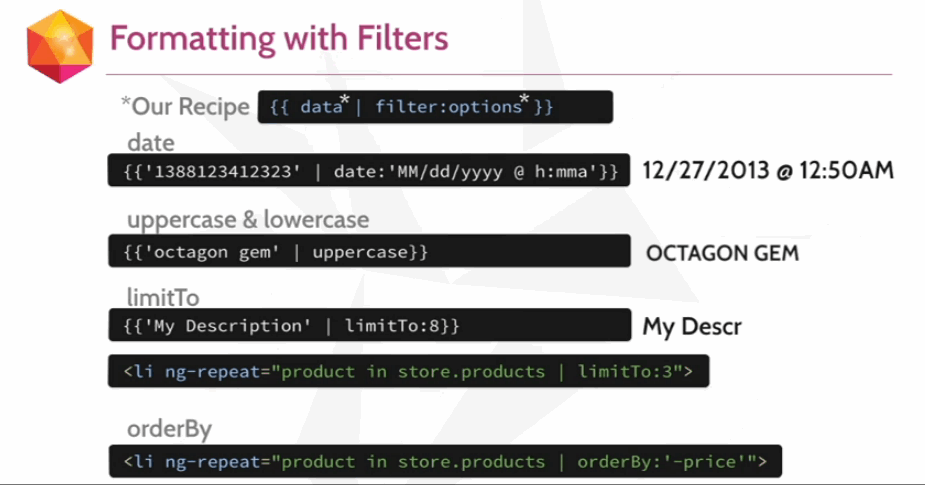 Formatting with Filters
*Our Recipe {{ data* | filter:options* }}
date
{{'1388123412323' | date:'MM/dd/yyyy @ h:mma'}} 12/27/2013 @ 12:50AM
uppercase & lowercase
{{'octagon gem' | uppercase}} OCTAGON GEM
limitTo
{{'My Description' | limitTo:8}} My Descr
<li ng-repeat="product in store.products | limitTo:3">
orderBy
<li ng-repeat="product in store.products | orderBy:'-price'">